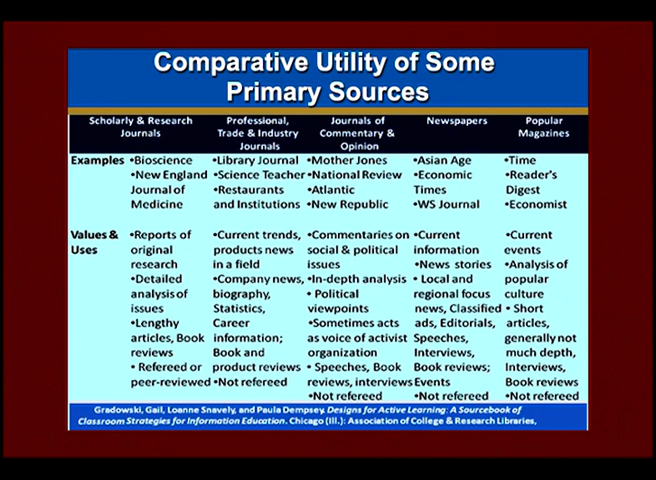 Comparative Utility of Some
Primary Sources
Scholarly & Research
Journals
Professional,
Trade & Industry
Journals
Journals of
Commentary &
Opinion
Newspapers
Popular
Magazines
Examples
•Bioscience
•New England
Journal of
Medicine
•Library Journal
•Science Teacher
•Restaurants
and Institutions
•Mother Jones
•National Review
•Atlantic
•New Republic
•Asian Age
•Economic
Times
•WS Journal
•Time
•Reader's
Digest
•Economist
Values &
Uses
•Reports of
original
research
•Detailed
analysis of
issues
•Lengthy
articles, Book
reviews
• Refereed or
peer-reviewed
•Current trends,
products news
in a field
•Company news,
biography,
Statistics,
Career
information;
Book and
product reviews
•Not refereed
•Commentaries on
social & political
issues
•In-depth analysis
• Political
viewpoints
•Sometimes acts
as voice of activist
organization
• Speeches, Book
reviews, interviews
•Not refereed
•Current
information
•News stories
• Local and
regional focus
news, Classified
ads, Editorials,
Speeches,
Interviews,
Book reviews;
Events
•Not refereed
•Current
events
•Analysis of
popular
culture
• Short
articles,
generally not
much depth,
Interviews,
Book reviews
•Not refereed
Gradowski, Gail, Loanne Snavely, and Paula Dempsey. Designs for Active Learning: A Sourcebook of
Classroom Strategies for Information Education. Chicago (Ill.): Association of College & Research Libraries,